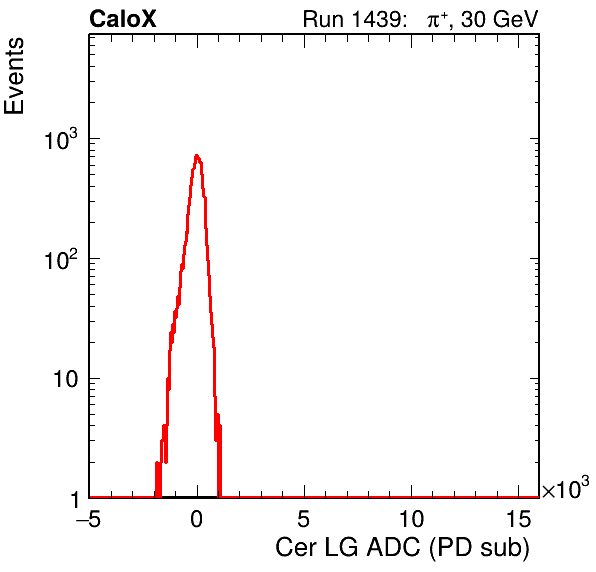 CaloX Run 1439: π⁺, 30 GeV
Events
10³
10²
10
1
−5 0 5 10 15 ×10³
Cer LG ADC (PD sub)